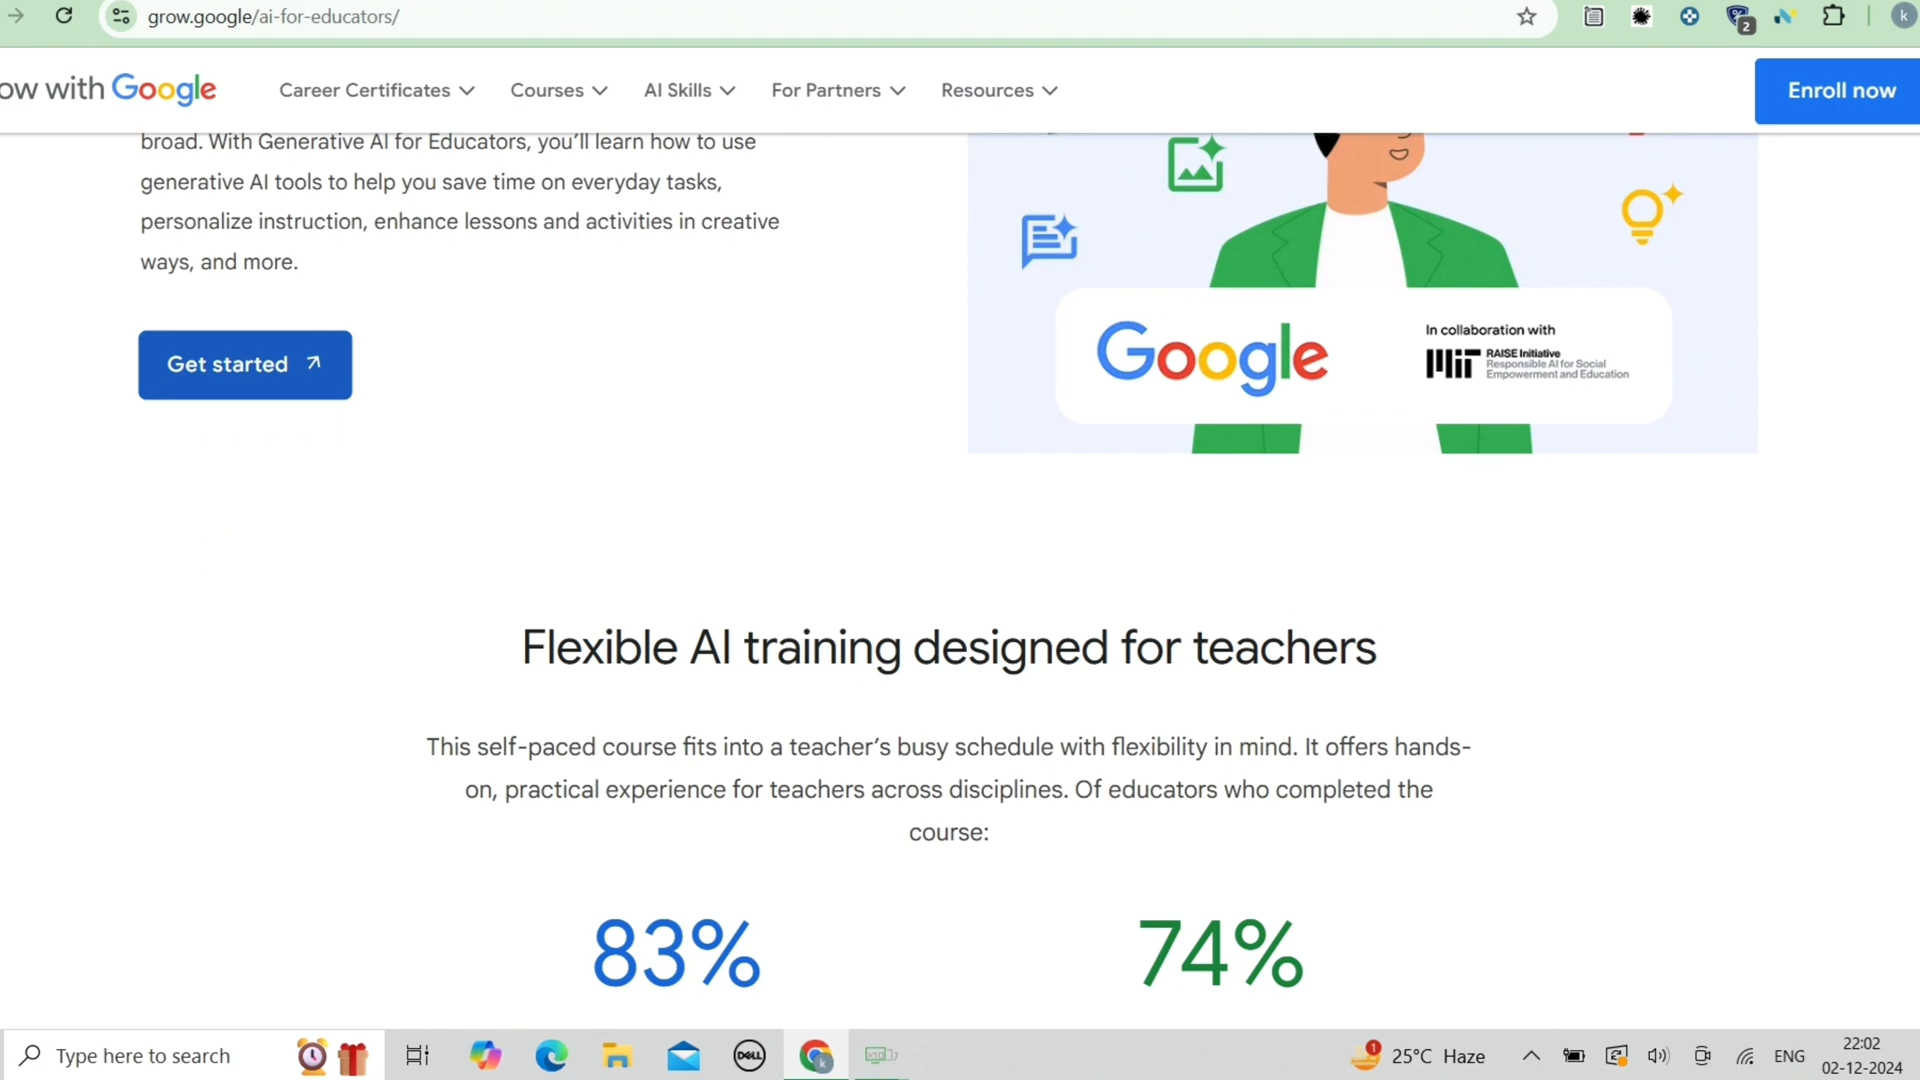 grow.google/ai-for-educators/
2
k
ow with Google
Career Certificates
Courses
AI Skills
For Partners
Resources
Enroll now
broad. With Generative AI for Educators, you’ll learn how to use
generative AI tools to help you save time on everyday tasks,
personalize instruction, enhance lessons and activities in creative
ways, and more.
Get started
Google
In collaboration with
MIT
RAISE Initiative
Responsible AI for Social
Empowerment and Education
Flexible AI training designed for teachers
This self-paced course fits into a teacher’s busy schedule with flexibility in mind. It offers hands-
on, practical experience for teachers across disciplines. Of educators who completed the
course:
83%
74%
Type here to search
DELL
k
1
25°C Haze
ENG
22:02
02-12-2024